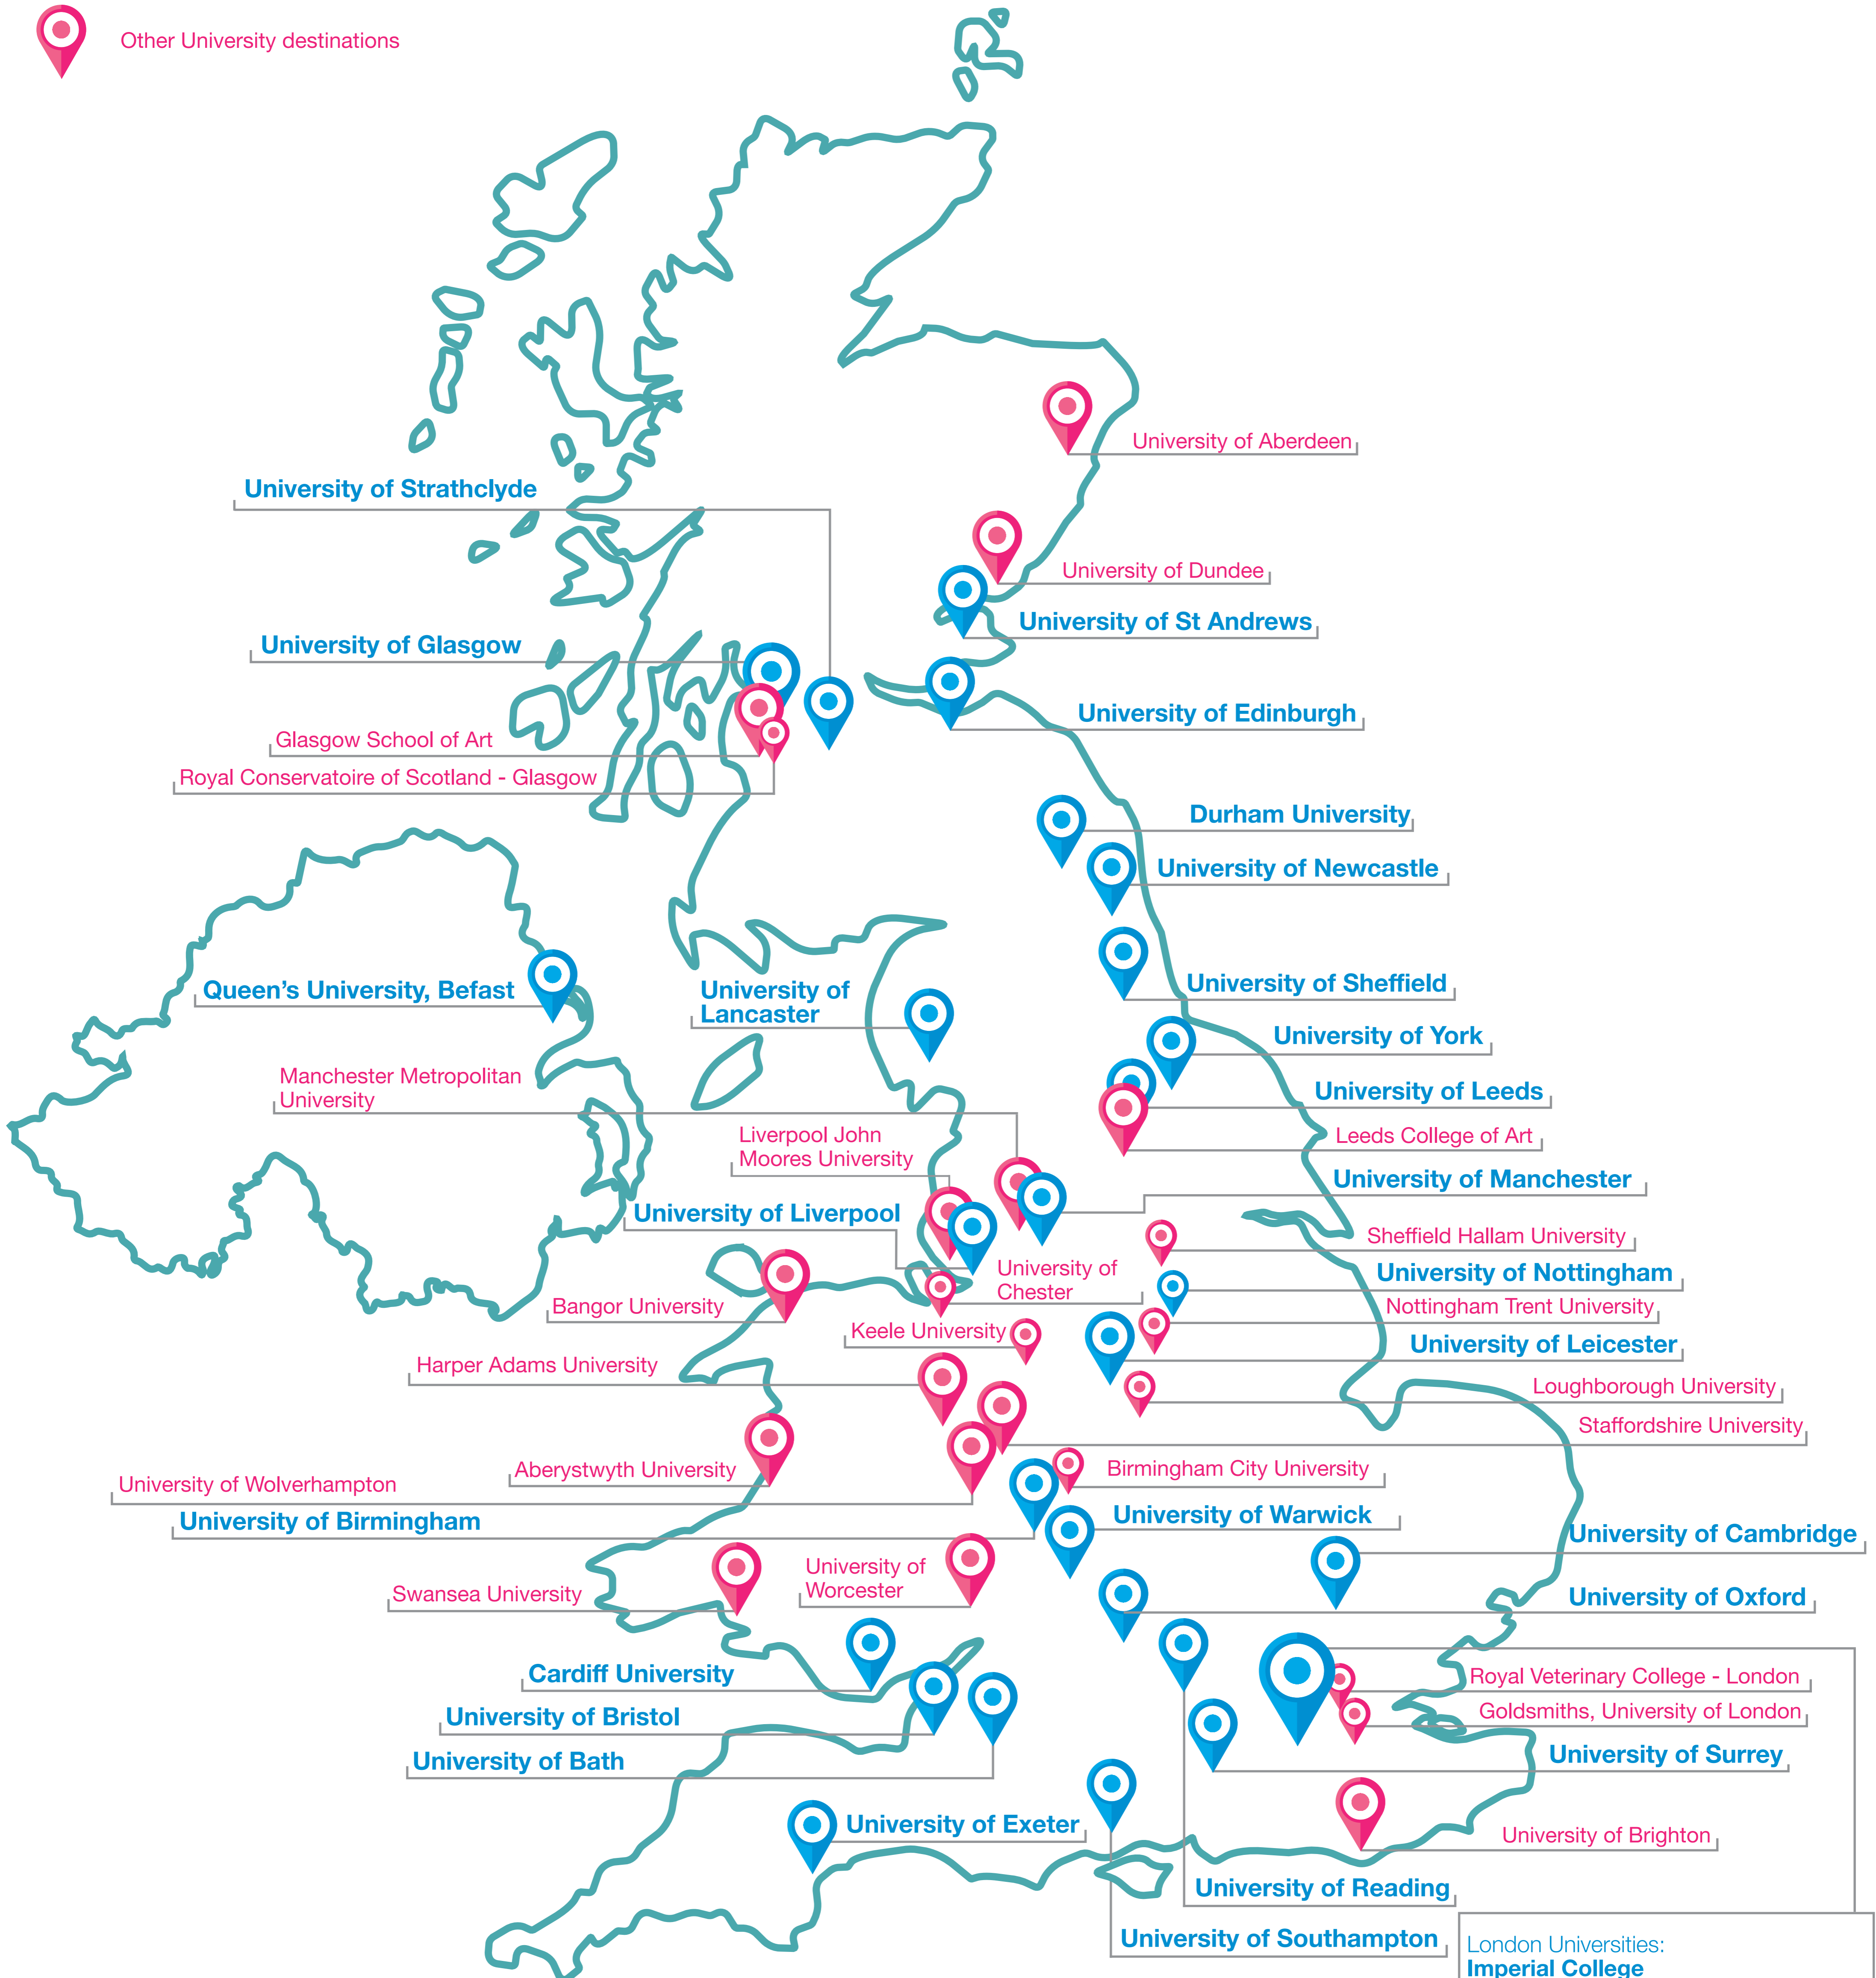 Other University destinations
University of Aberdeen
University of Strathclyde
University of Dundee
University of St Andrews
University of Glasgow
University of Edinburgh
Glasgow School of Art
Royal Conservatoire of Scotland - Glasgow
Durham University
University of Newcastle
Queen's University, Befast
University of
Lancaster
University of Sheffield
University of York
Manchester Metropolitan
University
University of Leeds
Liverpool John
Moores University
Leeds College of Art
University of Manchester
University of Liverpool
Sheffield Hallam University
University of
Chester
University of Nottingham
Bangor University
Nottingham Trent University
Keele University
University of Leicester
Harper Adams University
Loughborough University
Staffordshire University
Aberystwyth University
Birmingham City University
University of Wolverhampton
University of Birmingham
University of Warwick
University of Cambridge
University of
Worcester
Swansea University
University of Oxford
Cardiff University
Royal Veterinary College - London
University of Bristol
Goldsmiths, University of London
University of Bath
University of Surrey
University of Exeter
University of Brighton
University of Reading
University of Southampton
London Universities:
Imperial College